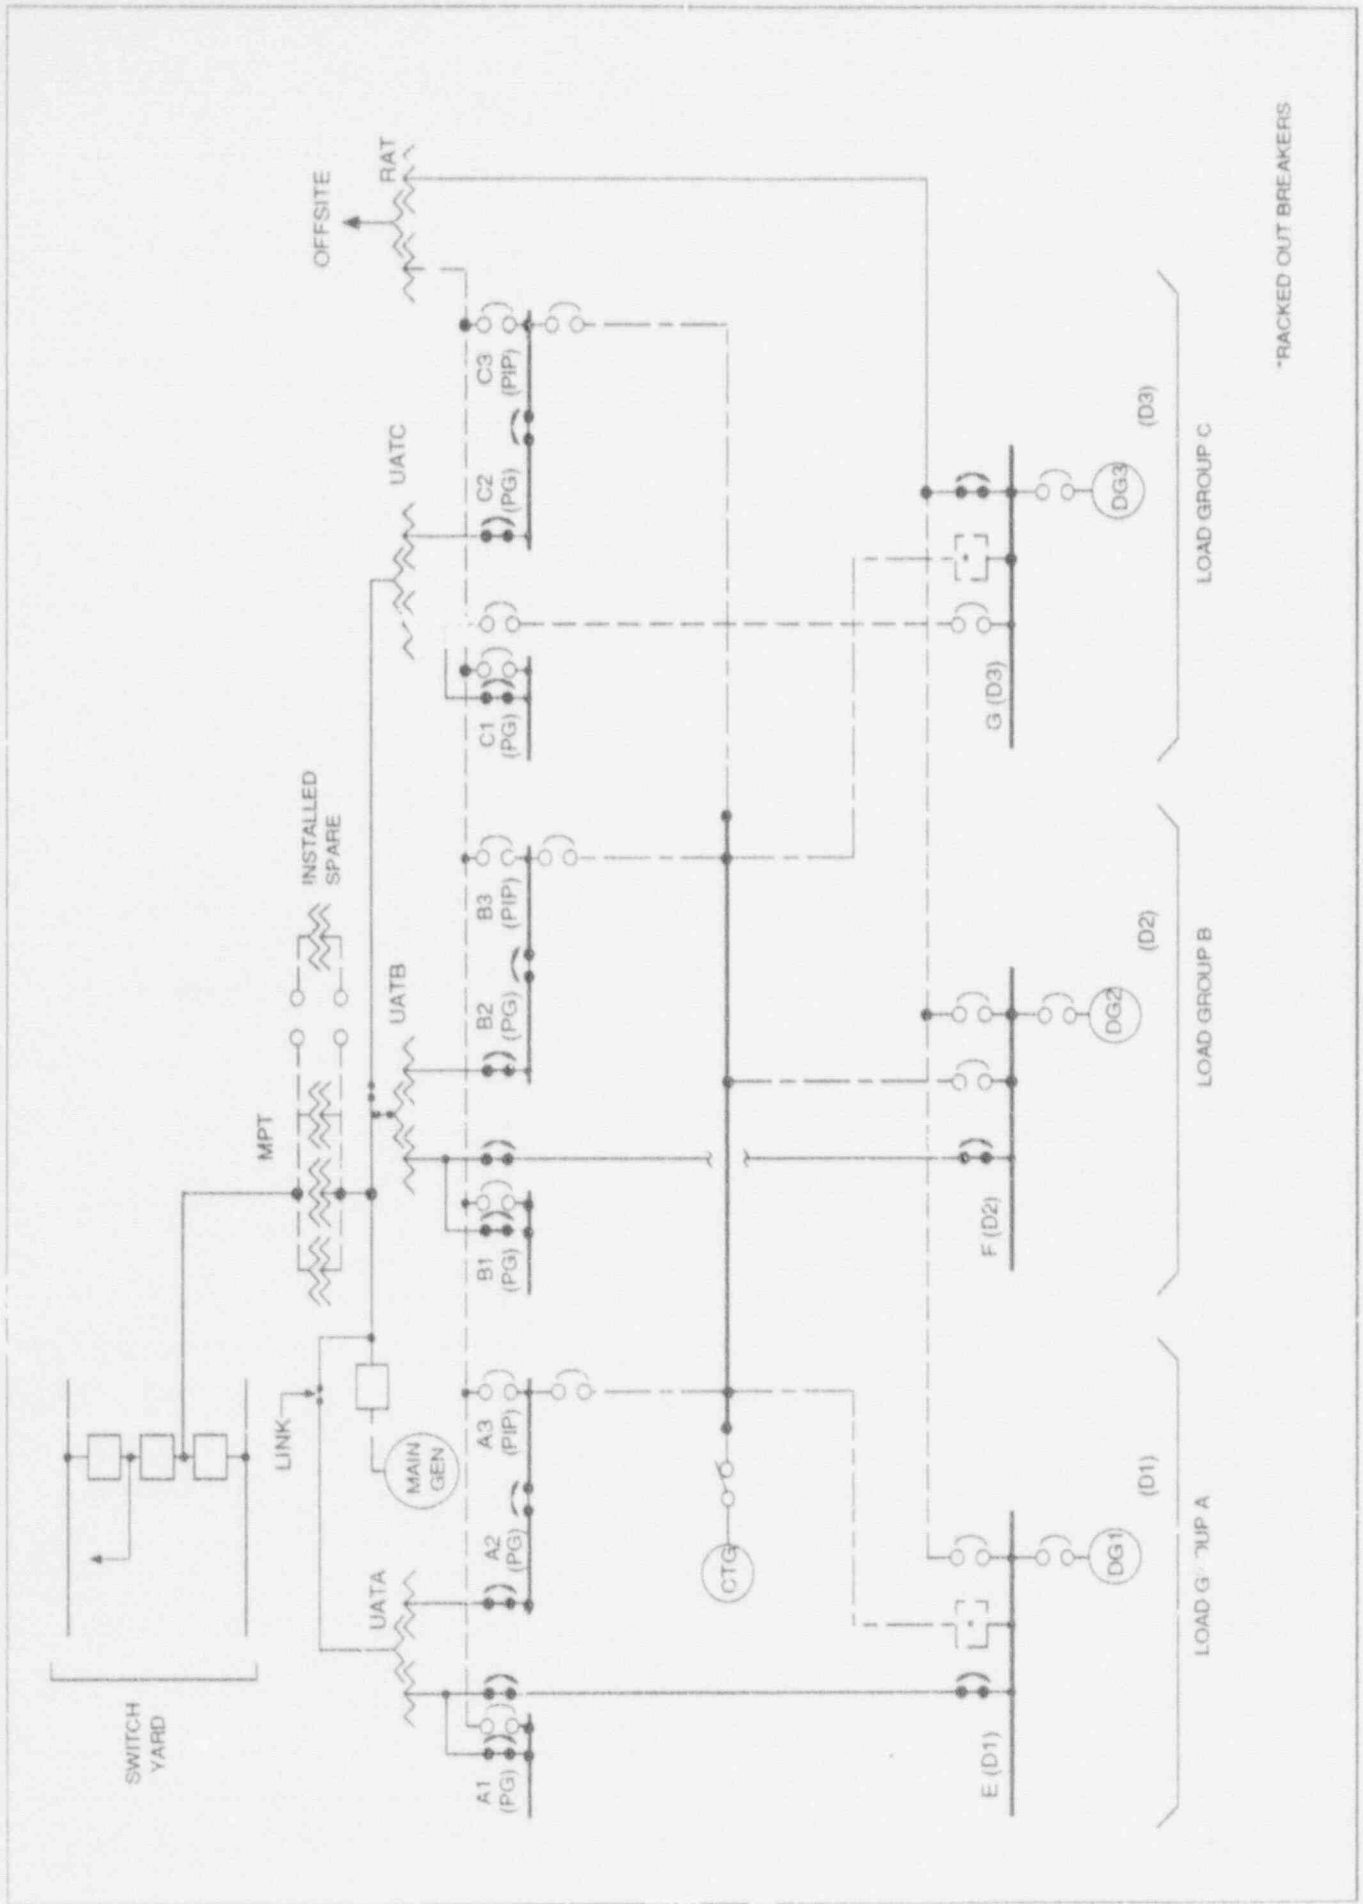 SWITCH
YARD
LINK
MPT
INSTALLED
SPARE
OFFSITE
RAT
UATA
MAIN
GEN
UATB
UATC
A1
(PG)
A2
(PG)
A3
(PIP)
B1
(PG)
B2
(PG)
B3
(PIP)
C1
(PG)
C2
(PG)
C3
(PIP)
CTG
E (D1)
F (D2)
G (D3)
DG1
DG2
DG3
(D1)
(D2)
(D3)
LOAD G UP A
LOAD GROUP B
LOAD GROUP C
*RACKED OUT BREAKERS